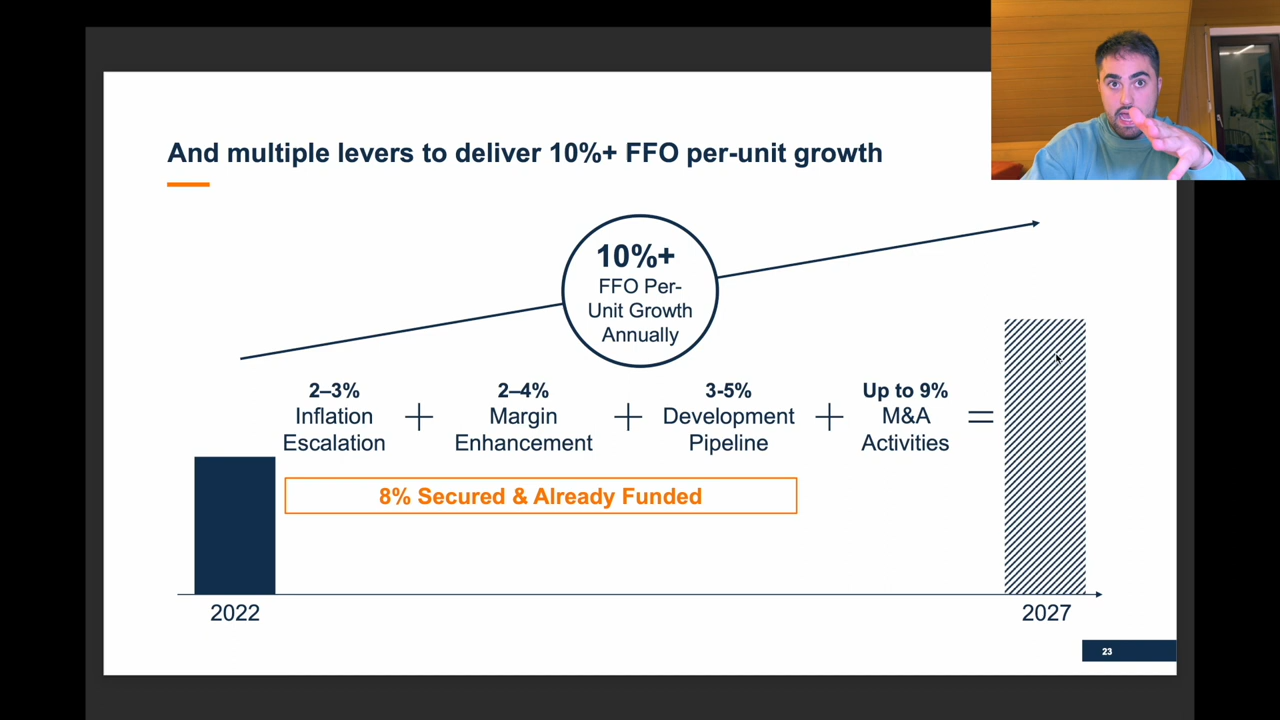 And multiple levers to deliver 10%+ FFO per-unit growth
10%+
FFO Per-
Unit Growth
Annually
2–3%
Inflation
Escalation
+
2–4%
Margin
Enhancement
+
3-5%
Development
Pipeline
+
Up to 9%
M&A
Activities
=
8% Secured & Already Funded
2022
2027
23